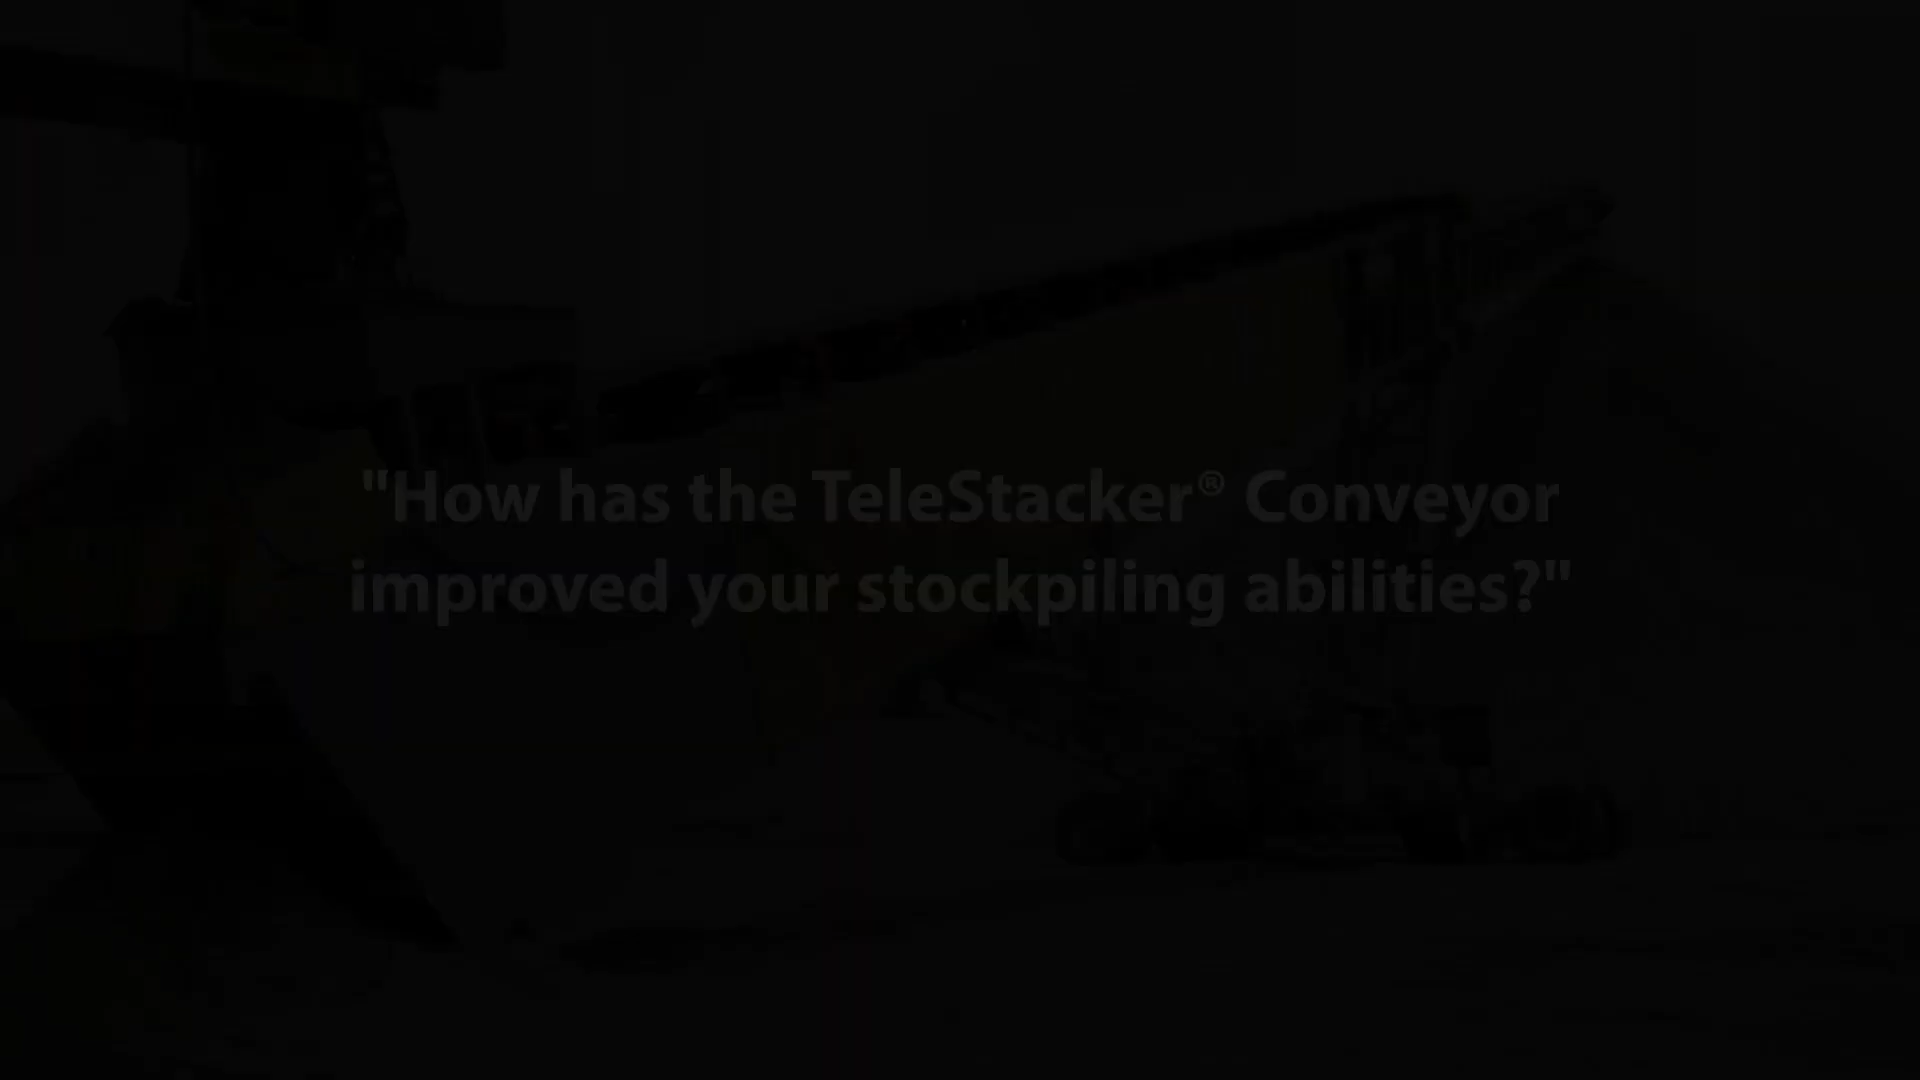 "How has the TeleStacker® Conveyor
improved your stockpiling abilities?"